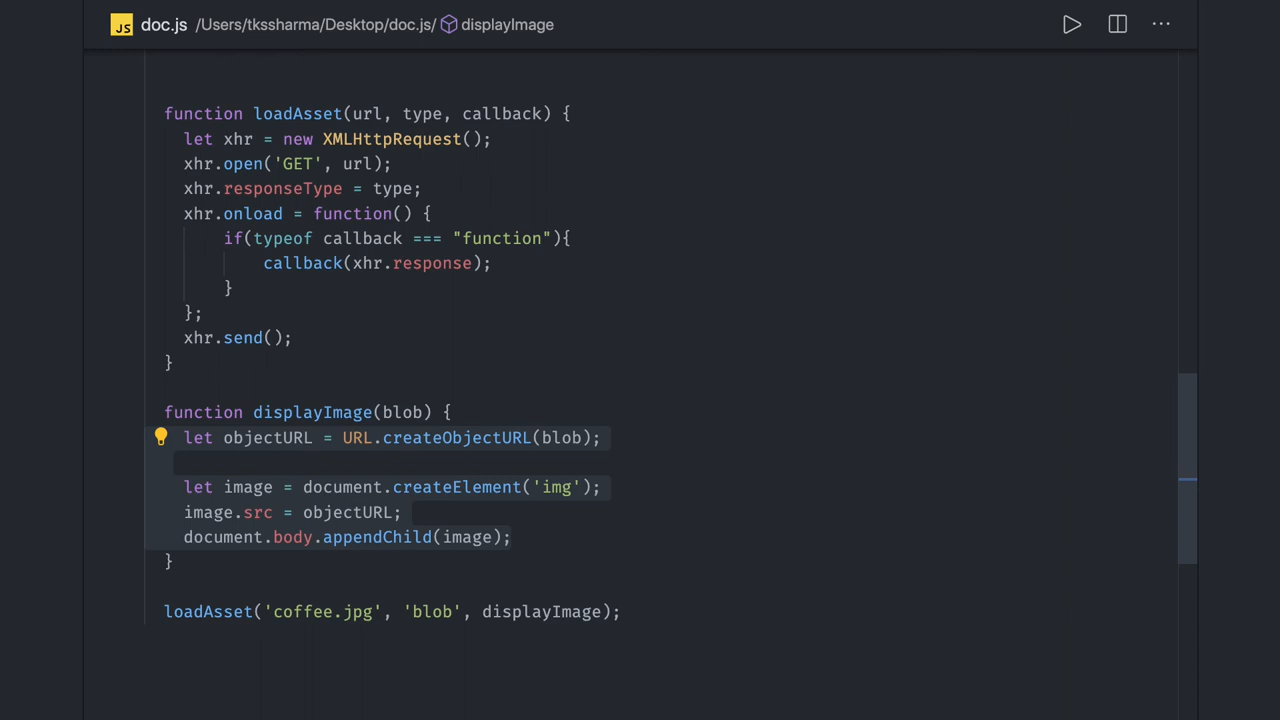 JS doc.js /Users/tkssharma/Desktop/doc.js/ displayImage
function loadAsset(url, type, callback) {
  let xhr = new XMLHttpRequest();
  xhr.open('GET', url);
  xhr.responseType = type;
  xhr.onload = function() {
      if(typeof callback === "function"){
          callback(xhr.response);
      }
  };
  xhr.send();
}
function displayImage(blob) {
  let objectURL = URL.createObjectURL(blob);
  let image = document.createElement('img');
  image.src = objectURL;
  document.body.appendChild(image);
}
loadAsset('coffee.jpg', 'blob', displayImage);